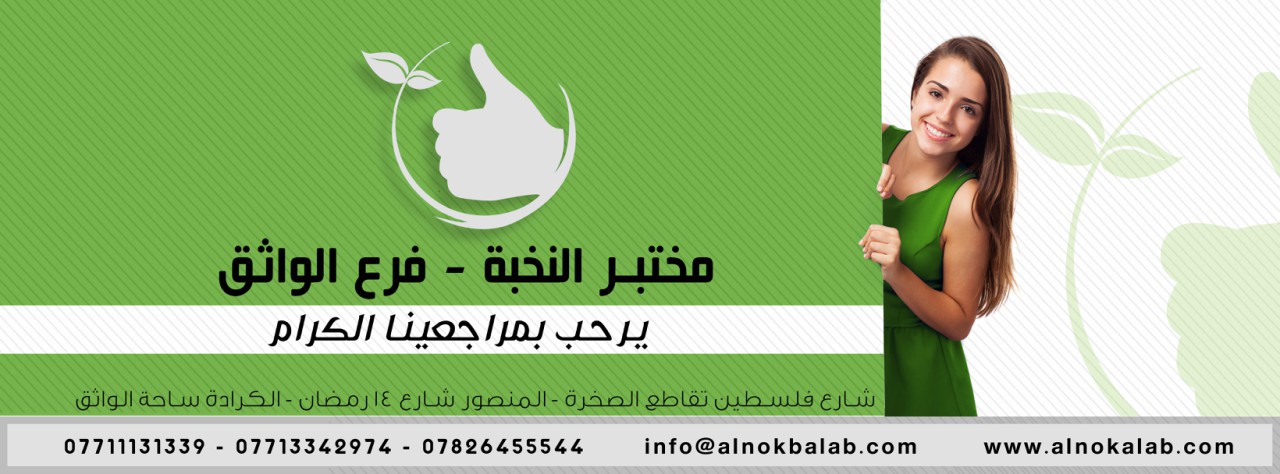 مختبر النخبة - فرع الواثق
يرحب بمراجعينا الكرام
شارع فلسطين تقاطع الصخرة - المنصور شارع ١٤ رمضان - الكرادة ساحة الواثق
07711131339 - 07713342974 - 07826455544 info@alnokbalab.com www.alnokalab.com